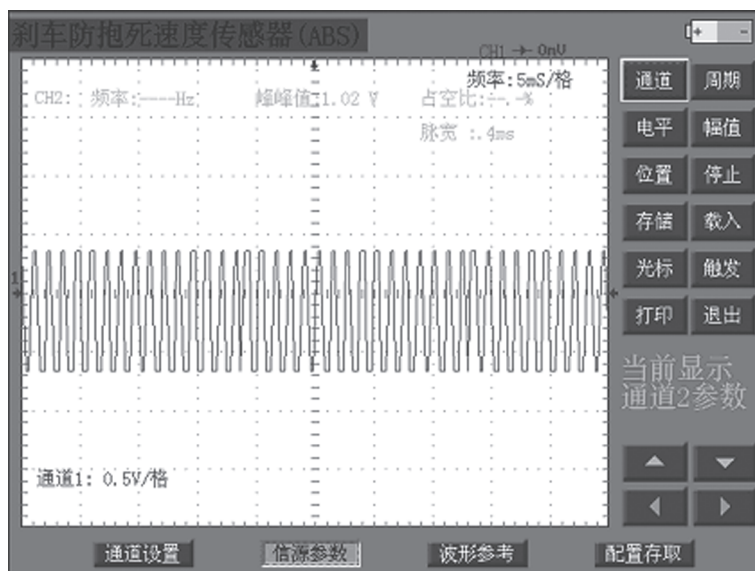 刹车防抱死速度传感器(ABS)
CH1 0mV
频率:5mS/格
CH2: 频率:----Hz 峰峰值:1.02 V 占空比:--.-%
脉宽 :.4ms
1
通道1: 0.5V/格
通道 周期
电平 幅值
位置 停止
存储 载入
光标 触发
打印 退出
当前显示
通道2参数
通道设置 信源参数 波形参考 配置存取